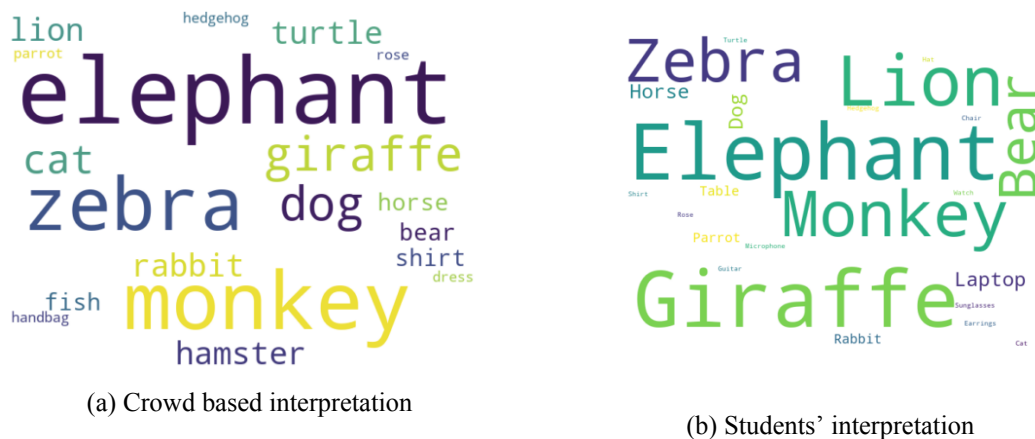 hedgehog
lion
turtle
parrot
rose
elephant
cat
giraffe
zebra
dog
horse
bear
shirt
rabbit
dress
monkey
fish
handbag
hamster
(a) Crowd based interpretation
Turtle
Zebra
Lion
Hat
Horse
Dog
Hedgehog
Chair
Bear
Elephant
Shirt
Table
Watch
Rose
Monkey
Parrot
Microphone
Guitar
Giraffe
Laptop
Sunglasses
Earrings
Rabbit
Cat
(b) Students' interpretation